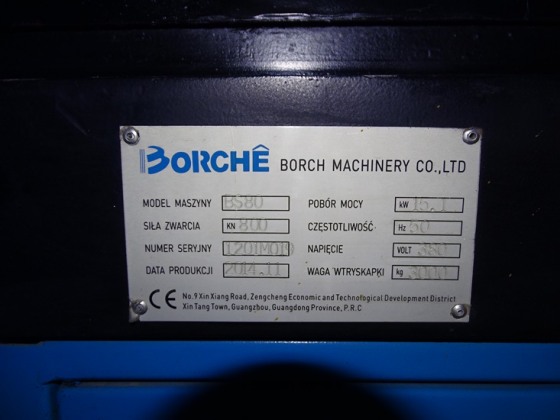 BORCHÊ BORCH MACHINERY CO.,LTD
MODEL MASZYNY BS80 POBÓR MOCY kW 15.1
SIŁA ZWARCIA KN 800 CZĘSTOTLIWOŚĆ Hz 50
NUMER SERYJNY NAPIĘCIE VOLT 380
DATA PRODUKCJI 2014.11 WAGA WTRYSKAPKI kg 3000
CE No.9 Xin Xiang Road, Zengcheng Economic and Technological Development District
Xin Tang Town, Guangzhou, Guangdong Province, P.R.C